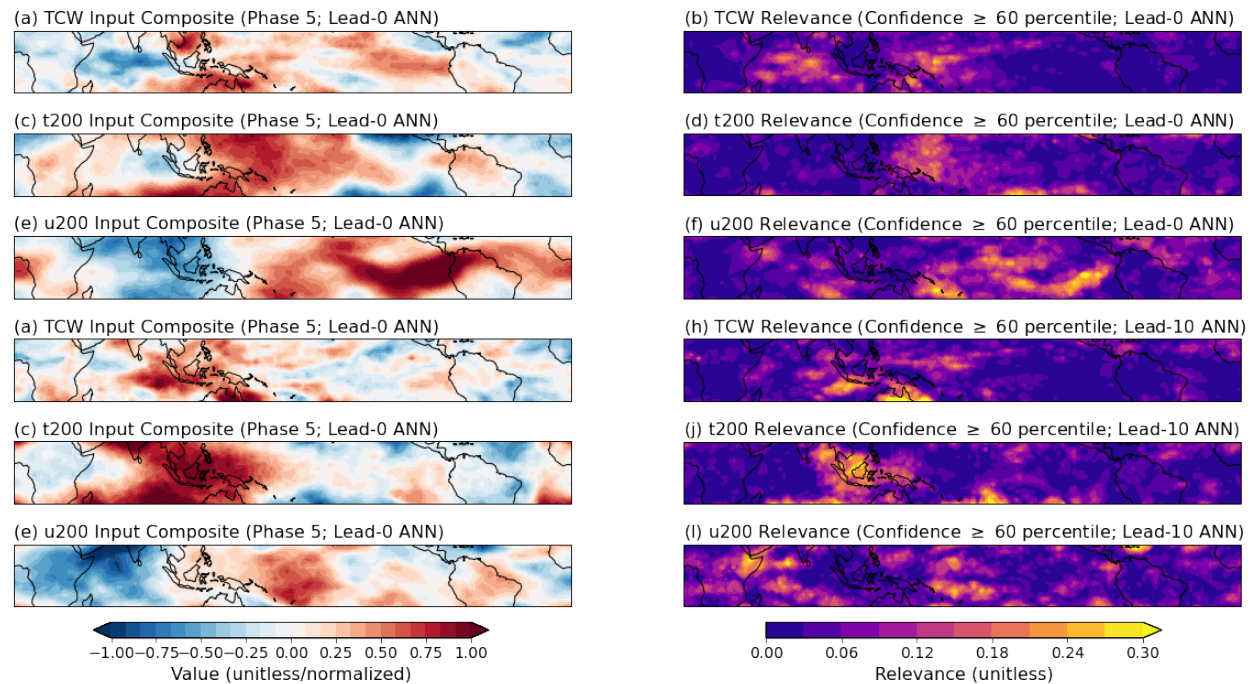 (a) TCW Input Composite (Phase 5; Lead-0 ANN)
(b) TCW Relevance (Confidence ≥ 60 percentile; Lead-0 ANN)
(c) t200 Input Composite (Phase 5; Lead-0 ANN)
(d) t200 Relevance (Confidence ≥ 60 percentile; Lead-0 ANN)
(e) u200 Input Composite (Phase 5; Lead-0 ANN)
(f) u200 Relevance (Confidence ≥ 60 percentile; Lead-0 ANN)
(a) TCW Input Composite (Phase 5; Lead-0 ANN)
(h) TCW Relevance (Confidence ≥ 60 percentile; Lead-10 ANN)
(c) t200 Input Composite (Phase 5; Lead-0 ANN)
(j) t200 Relevance (Confidence ≥ 60 percentile; Lead-10 ANN)
(e) u200 Input Composite (Phase 5; Lead-0 ANN)
(l) u200 Relevance (Confidence ≥ 60 percentile; Lead-10 ANN)
−1.00 −0.75 −0.50 −0.25 0.00 0.25 0.50 0.75 1.00
Value (unitless/normalized)
0.00 0.06 0.12 0.18 0.24 0.30
Relevance (unitless)